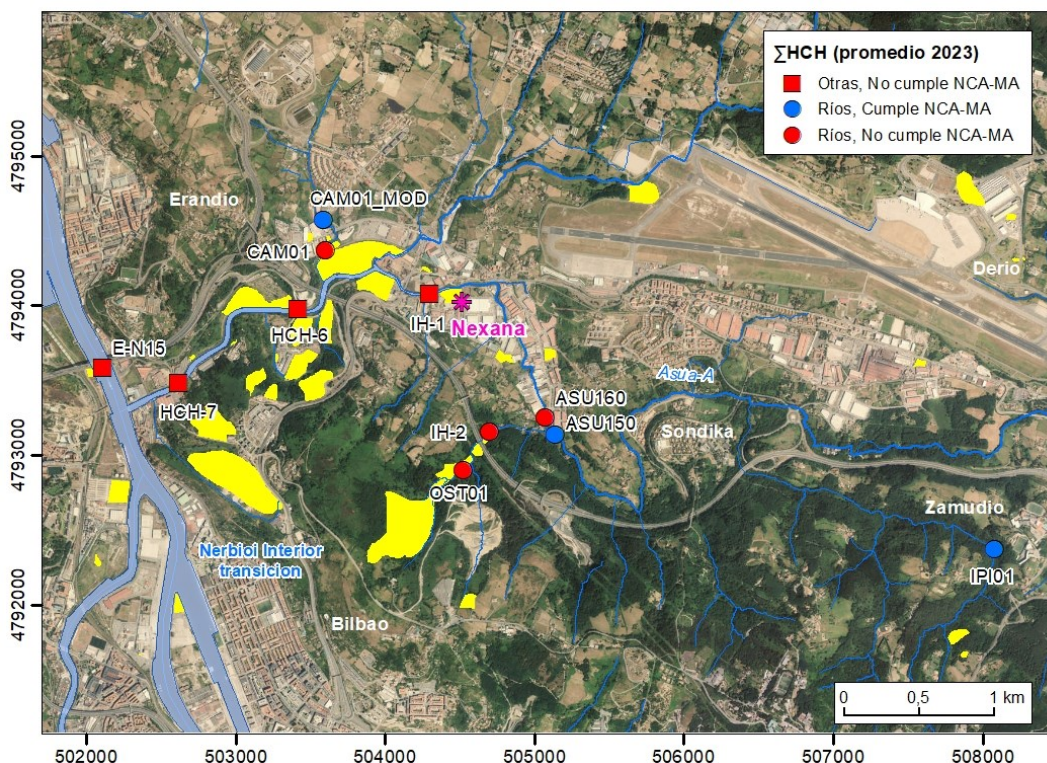 ∑HCH (promedio 2023)
Otras, No cumple NCA-MA
Ríos, Cumple NCA-MA
Ríos, No cumple NCA-MA
4795000
4794000
4793000
4792000
Erandio
CAM01_MOD
CAM01
Derio
IH-1
Nexana
HCH-6
E-N15
HCH-7
Asua-A
ASU160
ASU150
IH-2
Sondika
OST01
Zamudio
Nerbioi Interior
transicion
IPI01
Bilbao
0 0,5 1 km
502000 503000 504000 505000 506000 507000 508000